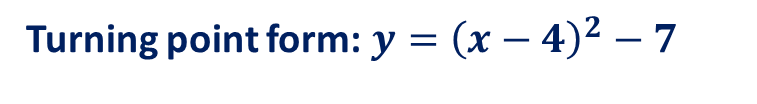 Turning point form: y = (x − 4)² − 7